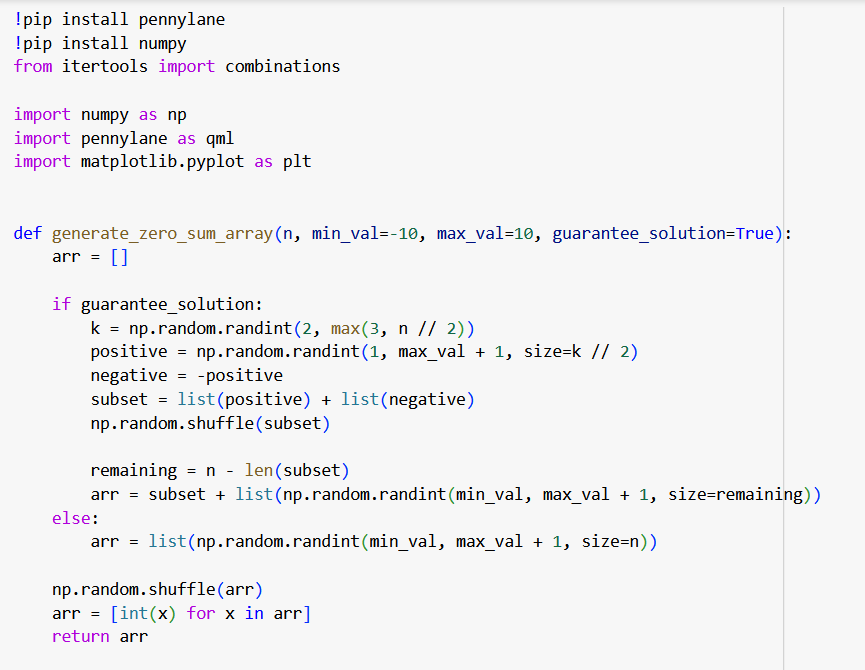 !pip install pennylane
!pip install numpy
from itertools import combinations

import numpy as np
import pennylane as qml
import matplotlib.pyplot as plt


def generate_zero_sum_array(n, min_val=-10, max_val=10, guarantee_solution=True):
    arr = []

    if guarantee_solution:
        k = np.random.randint(2, max(3, n // 2))
        positive = np.random.randint(1, max_val + 1, size=k // 2)
        negative = -positive
        subset = list(positive) + list(negative)
        np.random.shuffle(subset)

        remaining = n - len(subset)
        arr = subset + list(np.random.randint(min_val, max_val + 1, size=remaining))
    else:
        arr = list(np.random.randint(min_val, max_val + 1, size=n))

    np.random.shuffle(arr)
    arr = [int(x) for x in arr]
    return arr